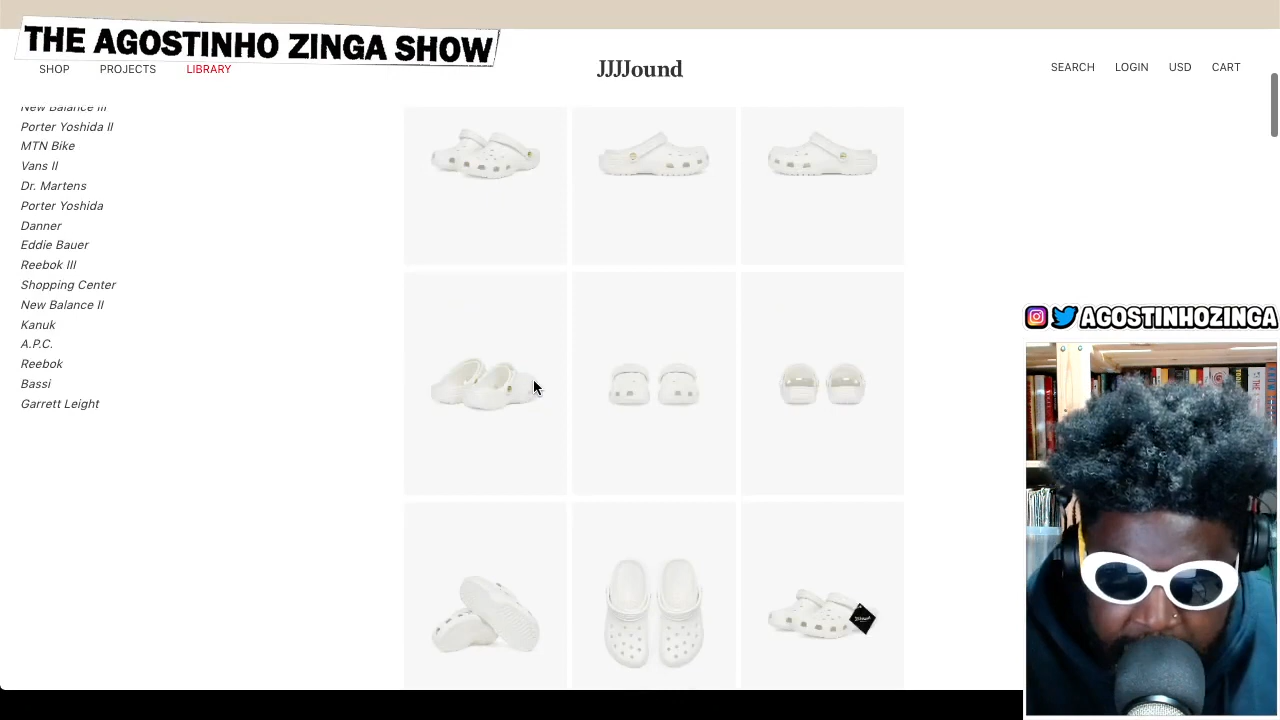 THE AGOSTINHO ZINGA SHOW
SHOP PROJECTS LIBRARY
JJJJound
SEARCH LOGIN USD CART
New Balance III
Porter Yoshida II
MTN Bike
Vans II
Dr. Martens
Porter Yoshida
Danner
Eddie Bauer
Reebok III
Shopping Center
New Balance II
Kanuk
A.P.C.
Reebok
Bassi
Garrett Leight
AGOSTINHOZINGA